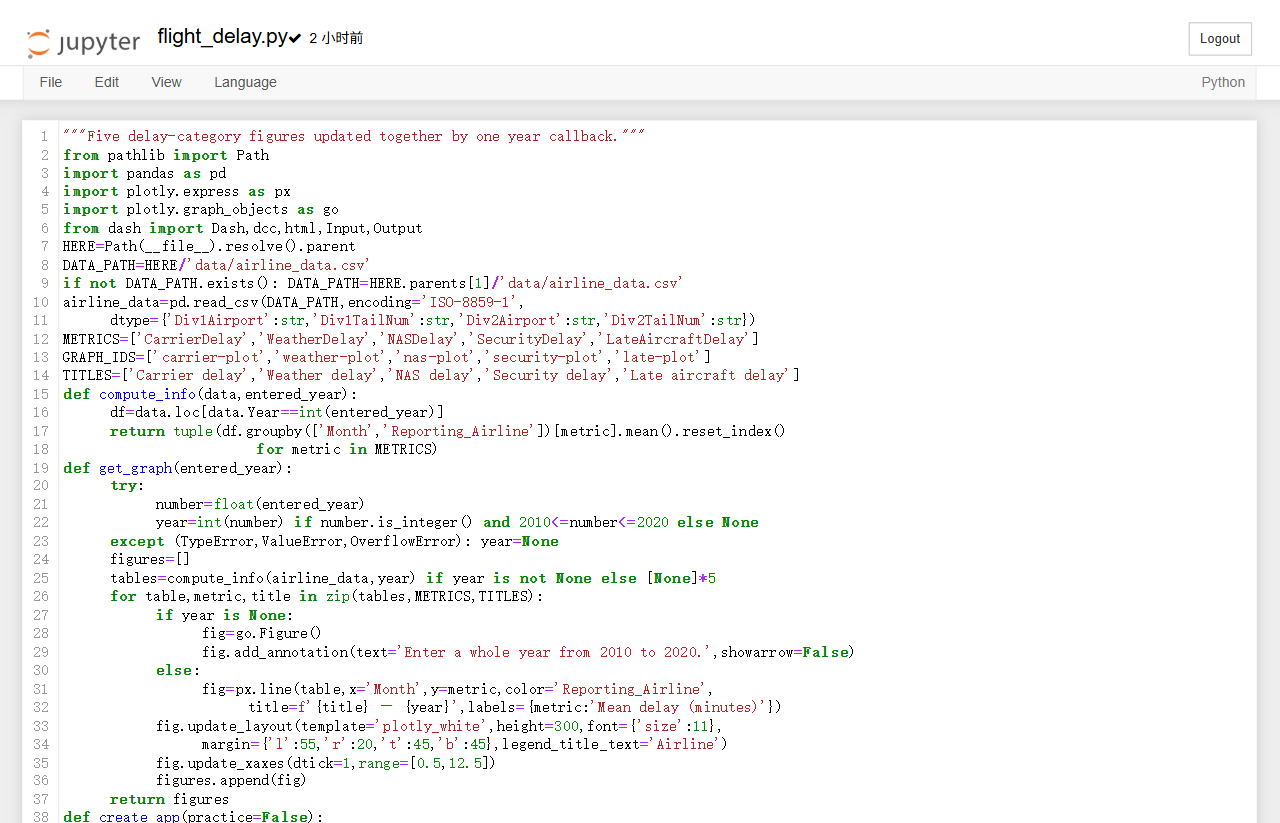 jupyter flight_delay.py 2 小时前 Logout
File Edit View Language Python
1 """Five delay-category figures updated together by one year callback."""
2 from pathlib import Path
3 import pandas as pd
4 import plotly.express as px
5 import plotly.graph_objects as go
6 from dash import Dash,dcc,html,Input,Output
7 HERE=Path(__file__).resolve().parent
8 DATA_PATH=HERE/'data/airline_data.csv'
9 if not DATA_PATH.exists(): DATA_PATH=HERE.parents[1]/'data/airline_data.csv'
10 airline_data=pd.read_csv(DATA_PATH,encoding='ISO-8859-1',
11 dtype={'Div1Airport':str,'Div1TailNum':str,'Div2Airport':str,'Div2TailNum':str})
12 METRICS=['CarrierDelay','WeatherDelay','NASDelay','SecurityDelay','LateAircraftDelay']
13 GRAPH_IDS=['carrier-plot','weather-plot','nas-plot','security-plot','late-plot']
14 TITLES=['Carrier delay','Weather delay','NAS delay','Security delay','Late aircraft delay']
15 def compute_info(data,entered_year):
16 df=data.loc[data.Year==int(entered_year)]
17 return tuple(df.groupby(['Month','Reporting_Airline'])[metric].mean().reset_index()
18 for metric in METRICS)
19 def get_graph(entered_year):
20 try:
21 number=float(entered_year)
22 year=int(number) if number.is_integer() and 2010<=number<=2020 else None
23 except (TypeError,ValueError,OverflowError): year=None
24 figures=[]
25 tables=compute_info(airline_data,year) if year is not None else [None]*5
26 for table,metric,title in zip(tables,METRICS,TITLES):
27 if year is None:
28 fig=go.Figure()
29 fig.add_annotation(text='Enter a whole year from 2010 to 2020.',showarrow=False)
30 else:
31 fig=px.line(table,x='Month',y=metric,color='Reporting_Airline',
32 title=f'{title} — {year}',labels={metric:'Mean delay (minutes)'})
33 fig.update_layout(template='plotly_white',height=300,font={'size':11},
34 margin={'l':55,'r':20,'t':45,'b':45},legend_title_text='Airline')
35 fig.update_xaxes(dtick=1,range=[0.5,12.5])
36 figures.append(fig)
37 return figures
38 def create_app(practice=False):